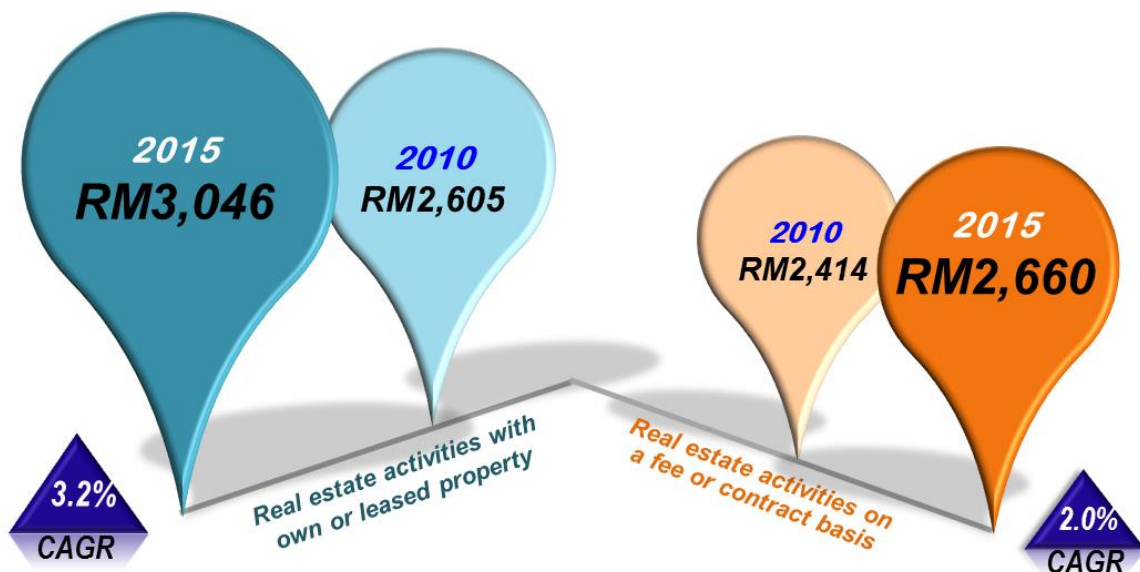 2015
RM3,046
2010
RM2,605
2010
RM2,414
2015
RM2,660
Real estate activities with
own or leased property
Real estate activities on
a fee or contract basis
3.2%
CAGR
2.0%
CAGR